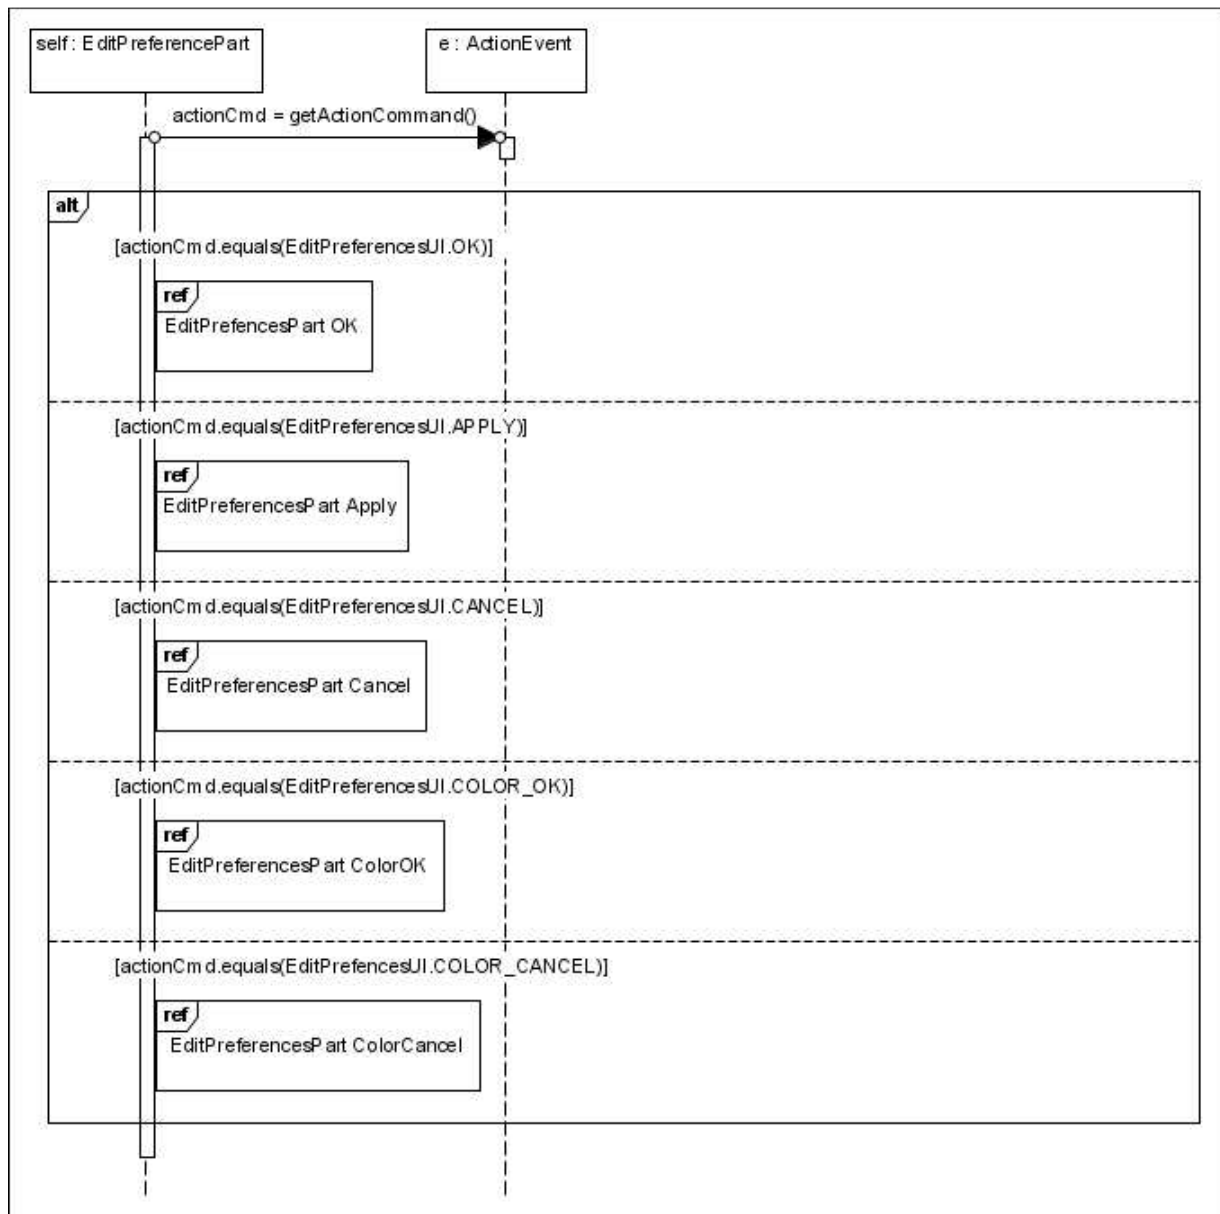 self : EditPreferencePart
e : ActionEvent
actionCmd = getActionCommand()
alt
[actionCmd.equals(EditPreferencesUI.OK)]
ref
EditPrefencesPart OK
[actionCmd.equals(EditPreferencesUI.APPLY)]
ref
EditPreferencesPart Apply
[actionCmd.equals(EditPreferencesUI.CANCEL)]
ref
EditPreferencesPart Cancel
[actionCmd.equals(EditPreferencesUI.COLOR_OK)]
ref
EditPreferencesPart ColorOK
[actionCmd.equals(EditPrefencesUI.COLOR_CANCEL)]
ref
EditPreferencesPart ColorCancel